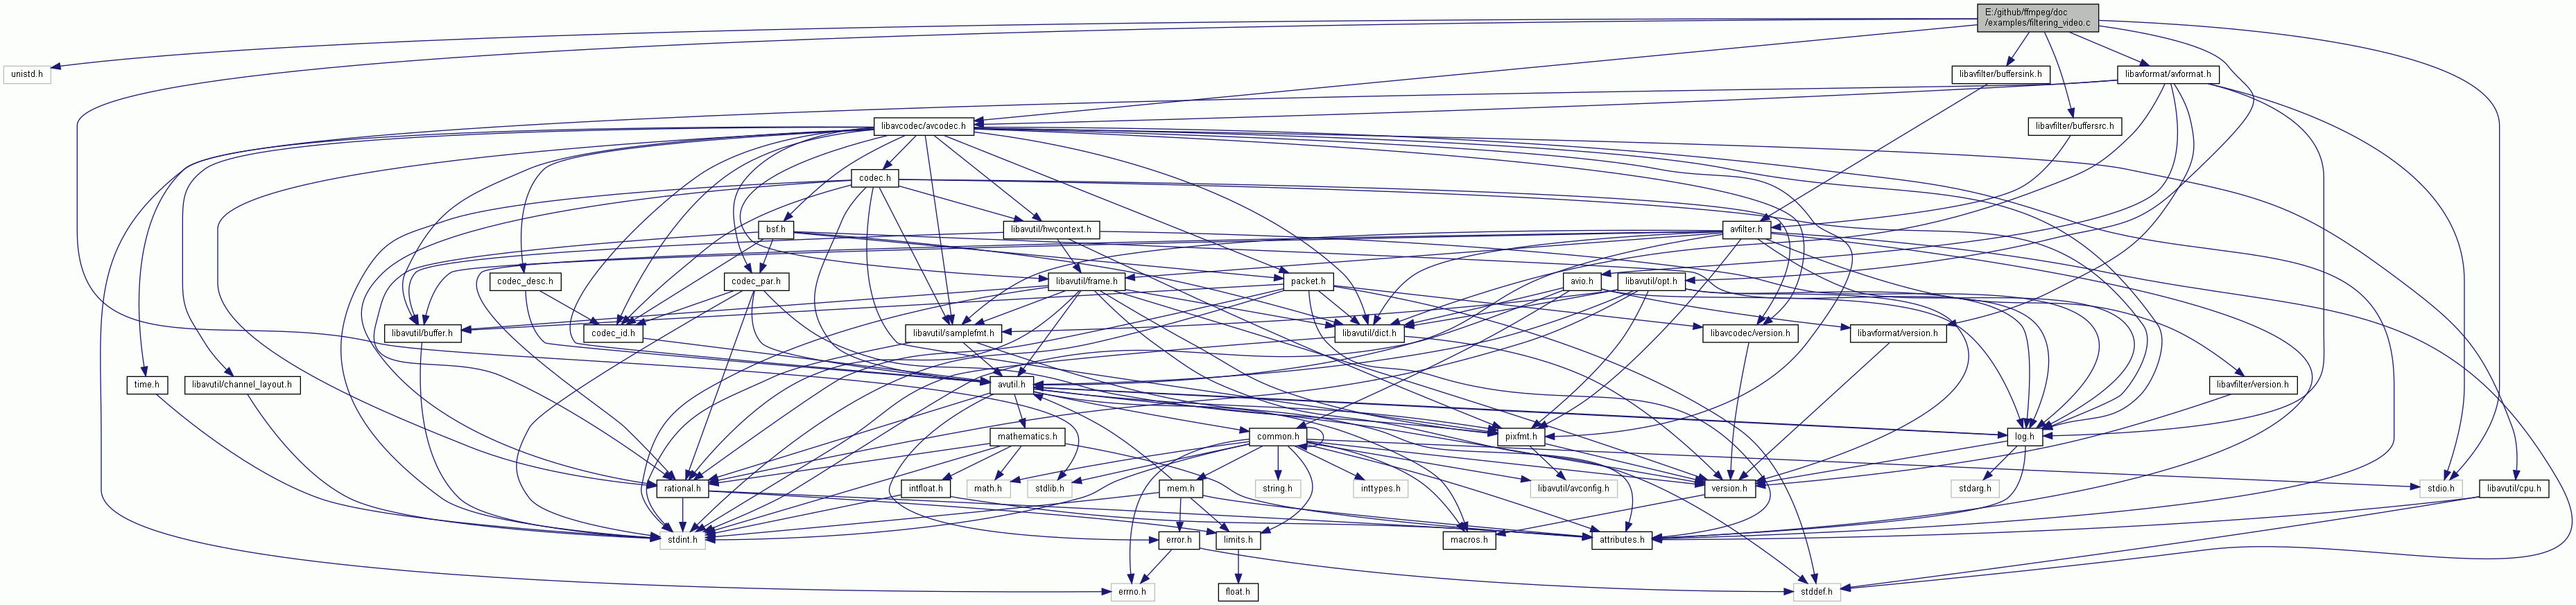 E:/github/ffmpeg/doc
/examples/filtering_video.c
unistd.h
libavfilter/buffersink.h
libavformat/avformat.h
libavcodec/avcodec.h
libavfilter/buffersrc.h
codec.h
bsf.h
libavutil/hwcontext.h
avfilter.h
codec_desc.h
codec_par.h
libavutil/frame.h
packet.h
avio.h
libavutil/opt.h
libavutil/buffer.h
codec_id.h
libavutil/samplefmt.h
libavutil/dict.h
libavcodec/version.h
libavformat/version.h
time.h
libavutil/channel_layout.h
avutil.h
libavfilter/version.h
mathematics.h
common.h
pixfmt.h
log.h
rational.h
intfloat.h
math.h
stdlib.h
mem.h
string.h
inttypes.h
libavutil/avconfig.h
version.h
stdarg.h
stdio.h
libavutil/cpu.h
stdint.h
error.h
limits.h
macros.h
attributes.h
errno.h
float.h
stddef.h